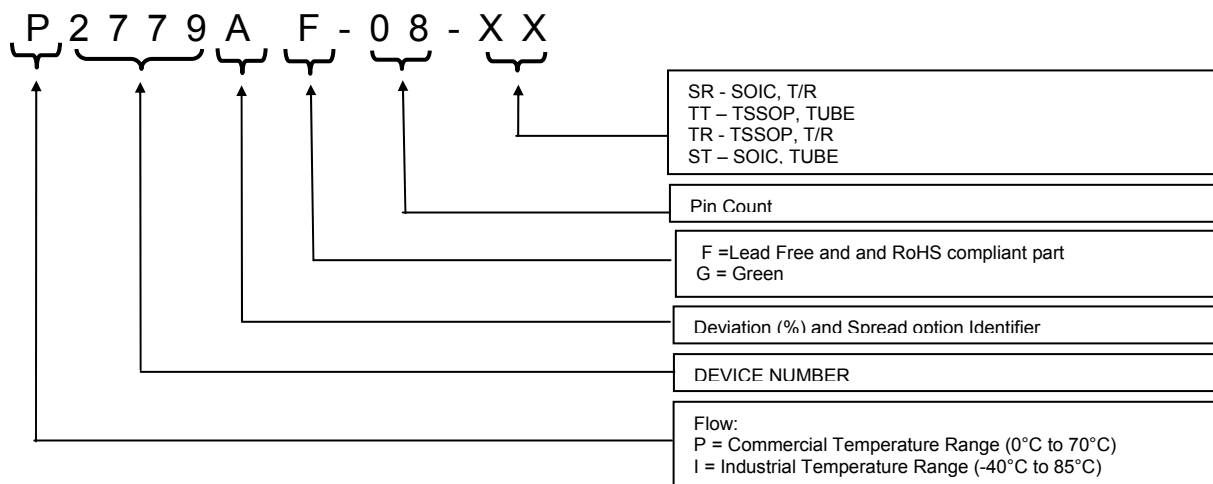 P 2 7 7 9 A F - 0 8 - X X
SR - SOIC, T/R
TT – TSSOP, TUBE
TR - TSSOP, T/R
ST – SOIC, TUBE
Pin Count
F =Lead Free and and RoHS compliant part
G = Green
Deviation (%) and Spread option Identifier
DEVICE NUMBER
Flow:
P = Commercial Temperature Range (0°C to 70°C)
I = Industrial Temperature Range (-40°C to 85°C)